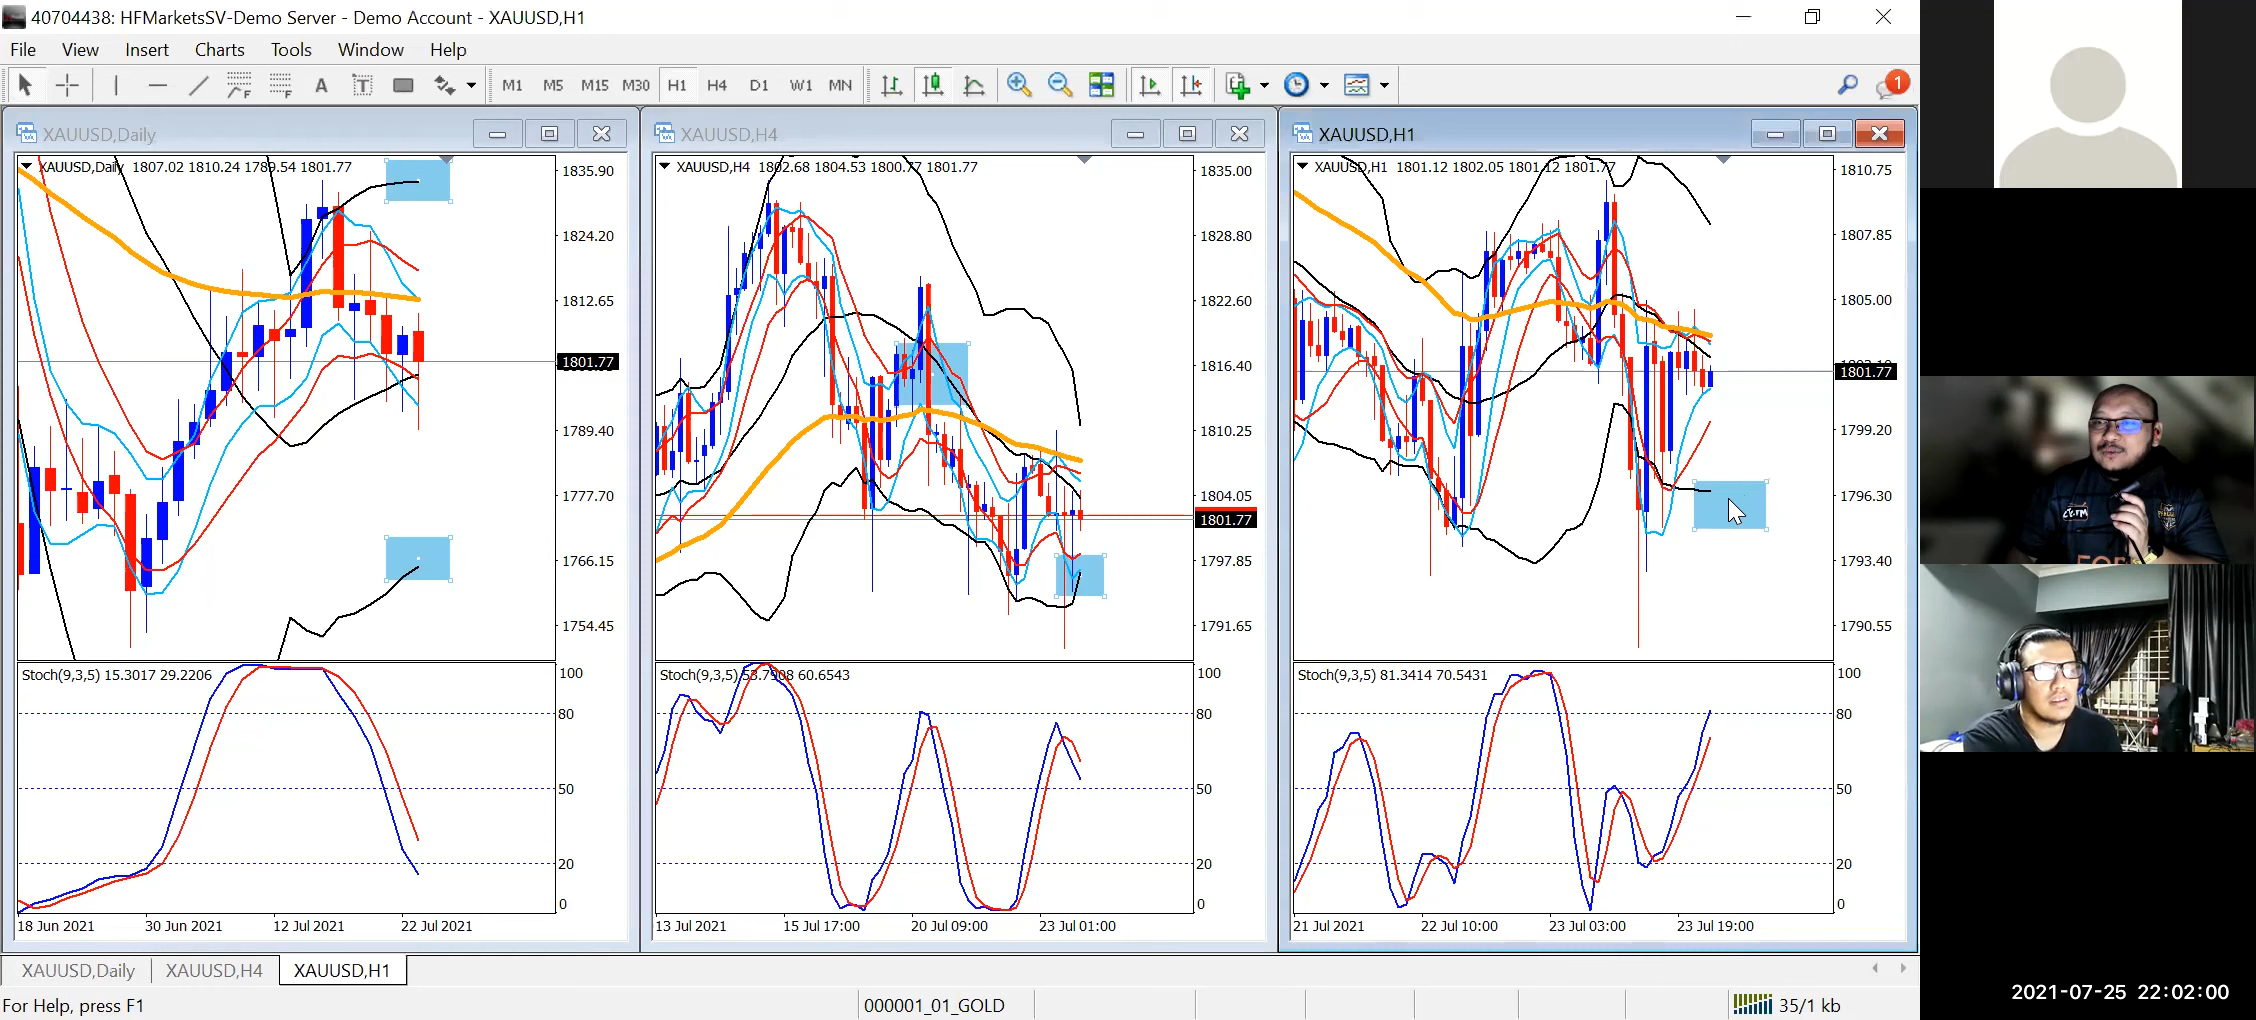 40704438: HFMarketsSV-Demo Server - Demo Account - XAUUSD,H1
File View Insert Charts Tools Window Help
M1 M5 M15 M30 H1 H4 D1 W1 MN
1
XAUUSD,Daily
XAUUSD,Daily 1807.02 1810.24 1789.54 1801.77
1835.90
1824.20
1812.65
1801.77
1789.40
1777.70
1766.15
1754.45
Stoch(9,3,5) 15.3017 29.2206
100
80
50
20
0
18 Jun 2021 30 Jun 2021 12 Jul 2021 22 Jul 2021
XAUUSD,H4
XAUUSD,H4 1802.68 1804.53 1800.77 1801.77
1835.00
1828.80
1822.60
1816.40
1810.25
1804.05
1801.77
1797.85
1791.65
Stoch(9,3,5) 53.7908 60.6543
100
80
50
20
0
13 Jul 2021 15 Jul 17:00 20 Jul 09:00 23 Jul 01:00
XAUUSD,H1
XAUUSD,H1 1801.12 1802.05 1801.12 1801.77
1810.75
1807.85
1805.00
1801.77
1799.20
1796.30
1793.40
1790.55
Stoch(9,3,5) 81.3414 70.5431
100
80
50
20
0
21 Jul 2021 22 Jul 10:00 23 Jul 03:00 23 Jul 19:00
XAUUSD,Daily XAUUSD,H4 XAUUSD,H1
For Help, press F1
000001_01_GOLD
35/1 kb
2021-07-25 22:02:00